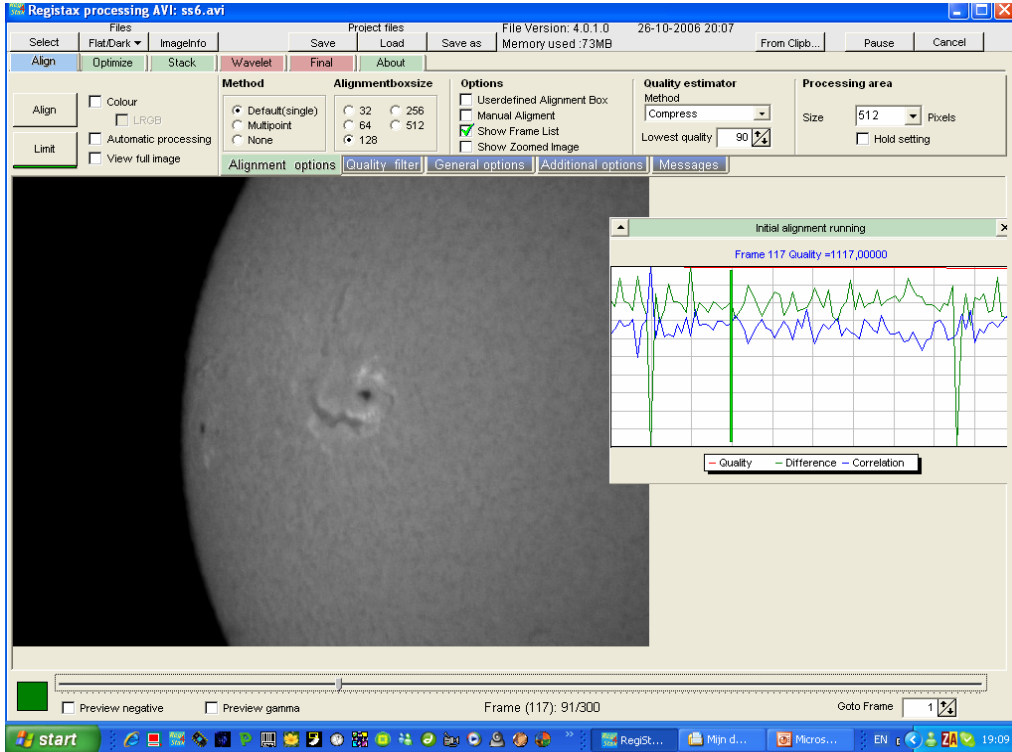 Registax processing AVI: ss6.avi
Files
Project files
File Version: 4.0.1.0
26-10-2006 20:07
Select
Flat/Dark
ImageInfo
Save
Load
Save as
Memory used :73MB
From Clipb...
Pause
Cancel
Align
Optimize
Stack
Wavelet
Final
About
Align
Limit
Colour
LRGB
Automatic processing
View full image
Method
Default(single)
Multipoint
None
Alignmentboxsize
32
256
64
512
128
Options
Userdefined Alignment Box
Manual Aligment
Show Frame List
Show Zoomed Image
Quality estimator
Method
Compress
Lowest quality 90
Processing area
Size 512 Pixels
Hold setting
Alignment options
Quality filter
General options
Additional options
Messages
Initial alignment running
Frame 117 Quality =1117,00000
Quality
Difference
Correlation
Preview negative
Preview gamma
Frame (117): 91/300
Goto Frame 1
start
RegiSt...
Mijn d...
Micros...
EN
19:09